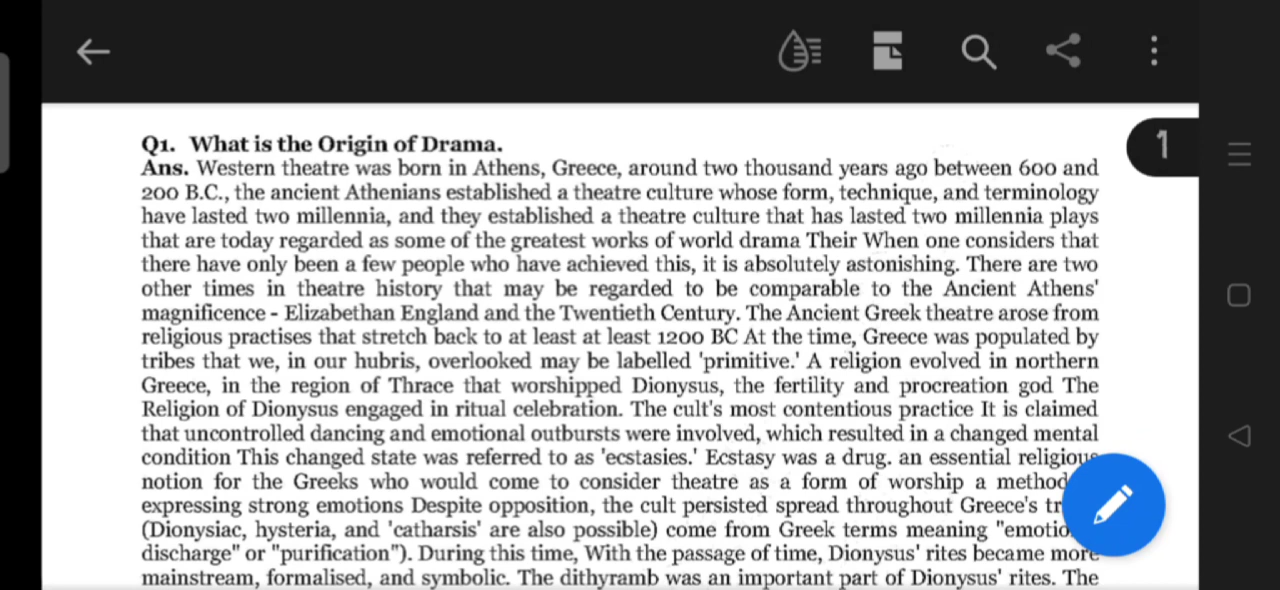 1
Q1. What is the Origin of Drama.
Ans. Western theatre was born in Athens, Greece, around two thousand years ago between 600 and
200 B.C., the ancient Athenians established a theatre culture whose form, technique, and terminology
have lasted two millennia, and they established a theatre culture that has lasted two millennia plays
that are today regarded as some of the greatest works of world drama Their When one considers that
there have only been a few people who have achieved this, it is absolutely astonishing. There are two
other times in theatre history that may be regarded to be comparable to the Ancient Athens'
magnificence - Elizabethan England and the Twentieth Century. The Ancient Greek theatre arose from
religious practises that stretch back to at least at least 1200 BC At the time, Greece was populated by
tribes that we, in our hubris, overlooked may be labelled 'primitive.' A religion evolved in northern
Greece, in the region of Thrace that worshipped Dionysus, the fertility and procreation god The
Religion of Dionysus engaged in ritual celebration. The cult's most contentious practice It is claimed
that uncontrolled dancing and emotional outbursts were involved, which resulted in a changed mental
condition This changed state was referred to as 'ecstasies.' Ecstasy was a drug. an essential religious
notion for the Greeks who would come to consider theatre as a form of worship a method
expressing strong emotions Despite opposition, the cult persisted spread throughout Greece's
(Dionysiac, hysteria, and 'catharsis' are also possible) come from Greek terms meaning
discharge" or "purification"). During this time, With the passage of time, Dionysus' rites became more
mainstream, formalised, and symbolic. The dithyramb was an important part of Dionysus' rites. The